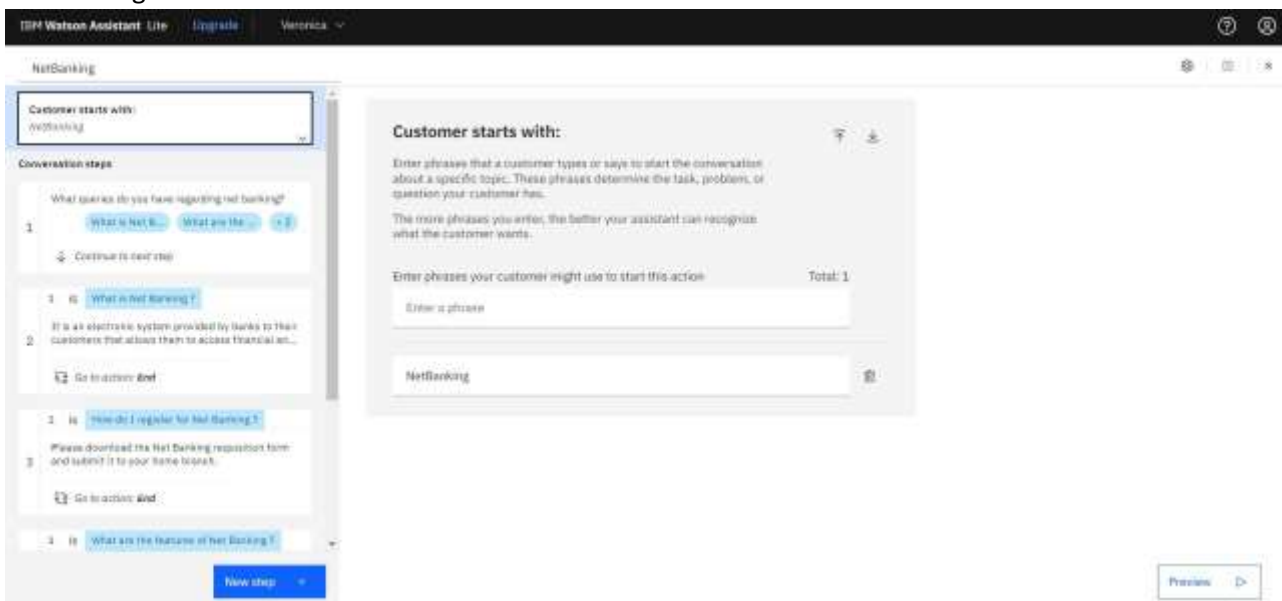 IBM Watson Assistant Lite Upgrade Veronica
NetBanking
Customer starts with:
NetBanking
Conversation steps
1
What queries do you have regarding net banking?
What is Net B... What are the ... + 2
Continue to next step
2
1 is What is Net Banking ?
It is an electronic system provided by banks to their
customers that allows them to access financial an...
Go to action: End
3
1 is How do I register for Net Banking ?
Please download the Net Banking requisition form
and submit it to your home branch.
Go to action: End
1 is What are the features of Net Banking ?
New step +
Customer starts with:
Enter phrases that a customer types or says to start the conversation
about a specific topic. These phrases determine the task, problem, or
question your customer has.
The more phrases you enter, the better your assistant can recognize
what the customer wants.
Enter phrases your customer might use to start this action Total: 1
Enter a phrase
NetBanking
Preview